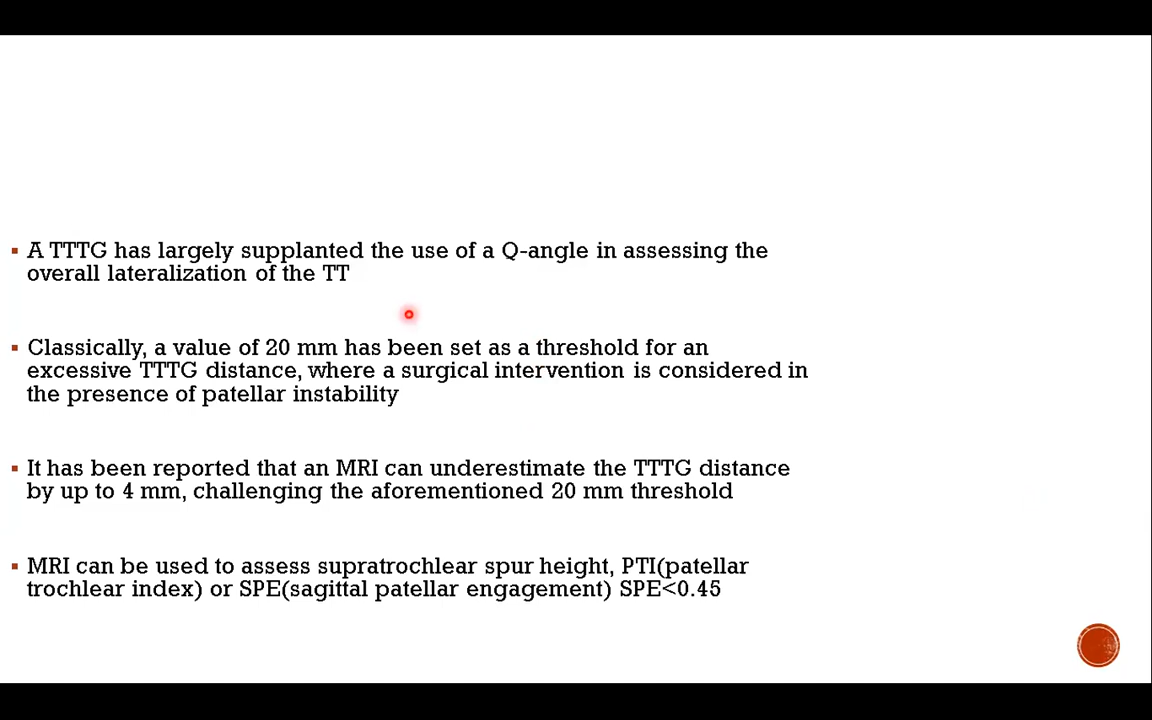 ▪ A TTTG has largely supplanted the use of a Q-angle in assessing the
overall lateralization of the TT
▪ Classically, a value of 20 mm has been set as a threshold for an
excessive TTTG distance, where a surgical intervention is considered in
the presence of patellar instability
▪ It has been reported that an MRI can underestimate the TTTG distance
by up to 4 mm, challenging the aforementioned 20 mm threshold
▪ MRI can be used to assess supratrochlear spur height, PTI(patellar
trochlear index) or SPE(sagittal patellar engagement) SPE<0.45